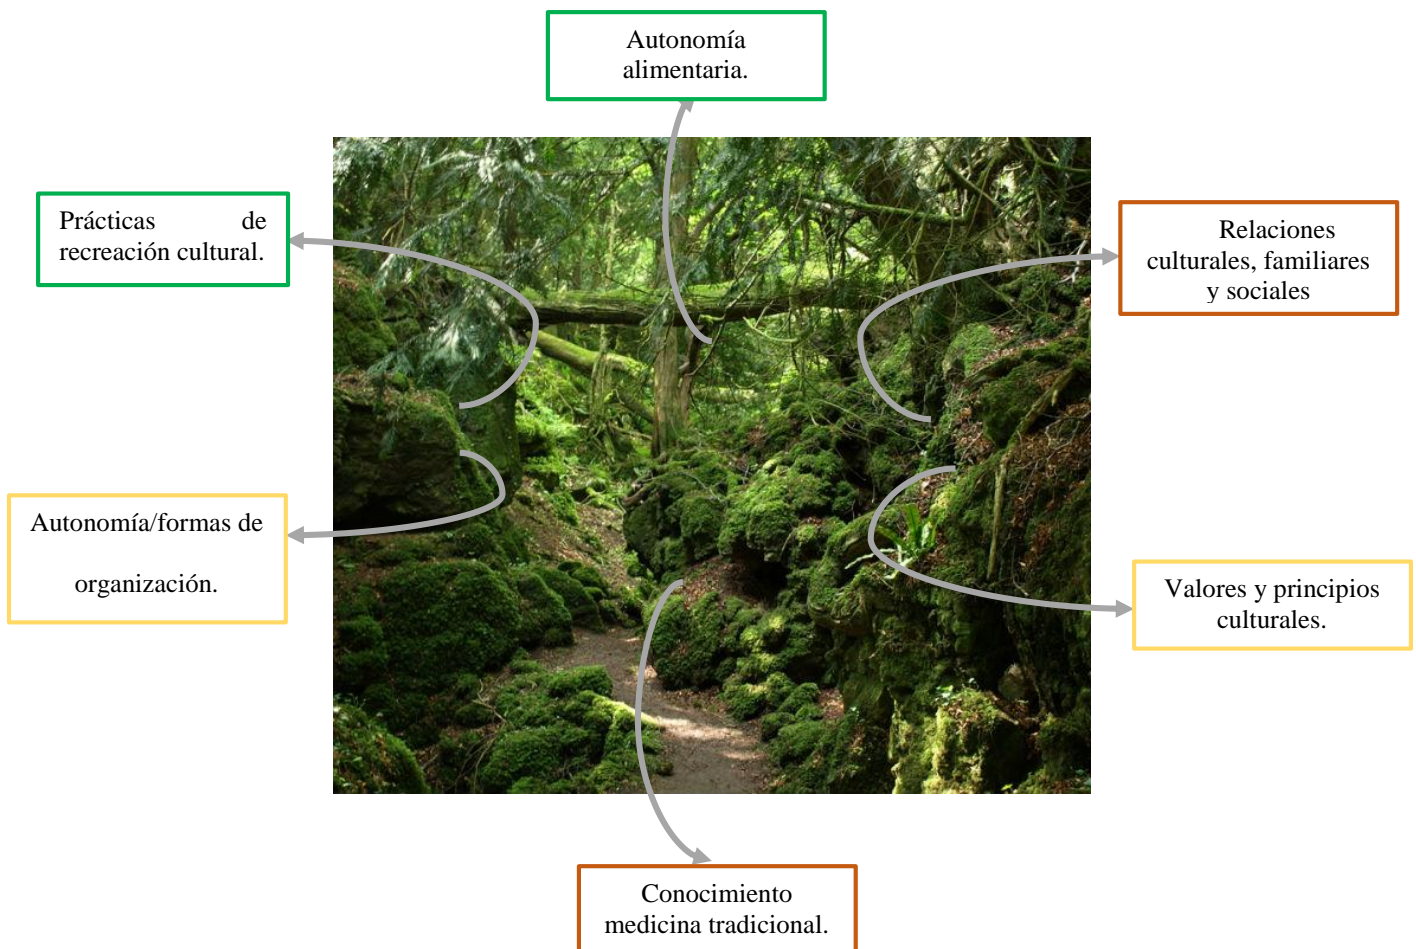 Autonomía
alimentaria.
Prácticas de
recreación cultural.
Relaciones
culturales, familiares
y sociales
Autonomía/formas de
organización.
Valores y principios
culturales.
Conocimiento
medicina tradicional.